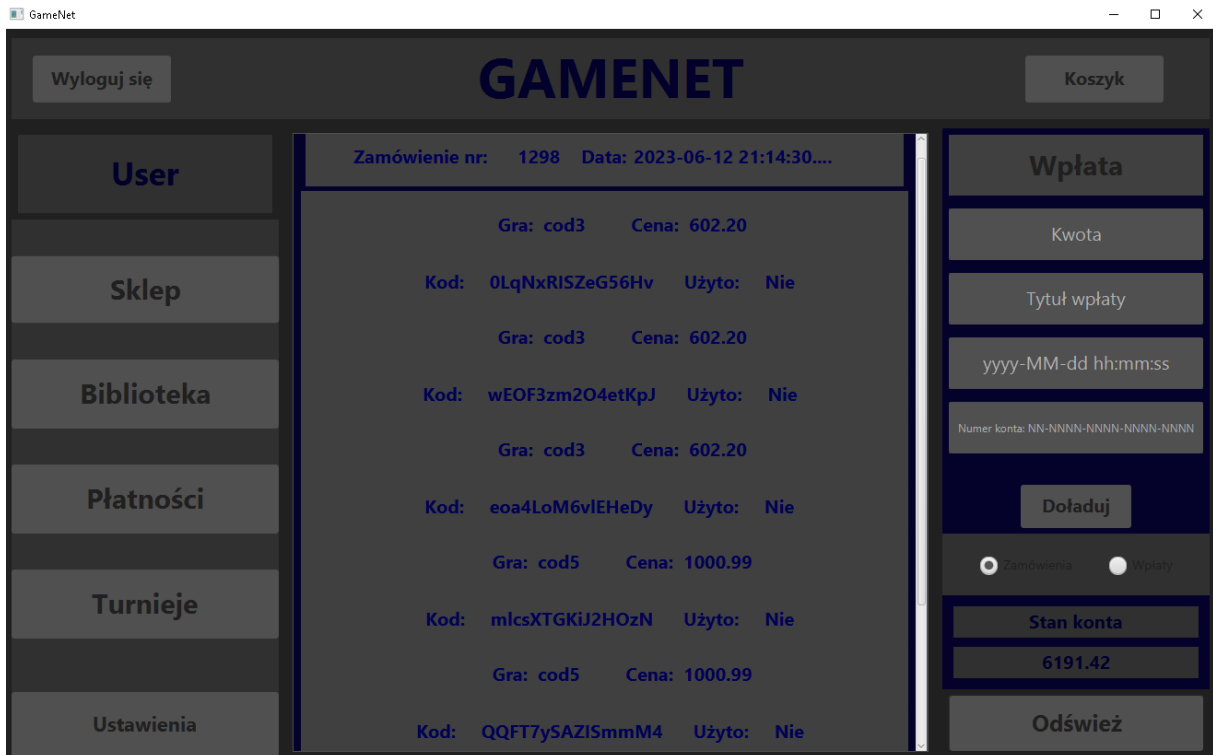 GameNet
Wyloguj się
GAMENET
Koszyk
User
Sklep
Biblioteka
Płatności
Turnieje
Ustawienia
Zamówienie nr: 1298 Data: 2023-06-12 21:14:30....
Gra: cod3 Cena: 602.20
Kod: 0LqNxRISZeG56Hv Użyto: Nie
Gra: cod3 Cena: 602.20
Kod: wEOF3zm2O4etKpJ Użyto: Nie
Gra: cod3 Cena: 602.20
Kod: eoa4LoM6vlEHeDy Użyto: Nie
Gra: cod5 Cena: 1000.99
Kod: mlcsXTGKiJ2HOzN Użyto: Nie
Gra: cod5 Cena: 1000.99
Kod: QQFT7ySAZISmmM4 Użyto: Nie
Wpłata
Kwota
Tytuł wpłaty
yyyy-MM-dd hh:mm:ss
Numer konta: NN-NNNN-NNNN-NNNN-NNNN
Doładuj
Zamówienia Wpłaty
Stan konta
6191.42
Odśwież